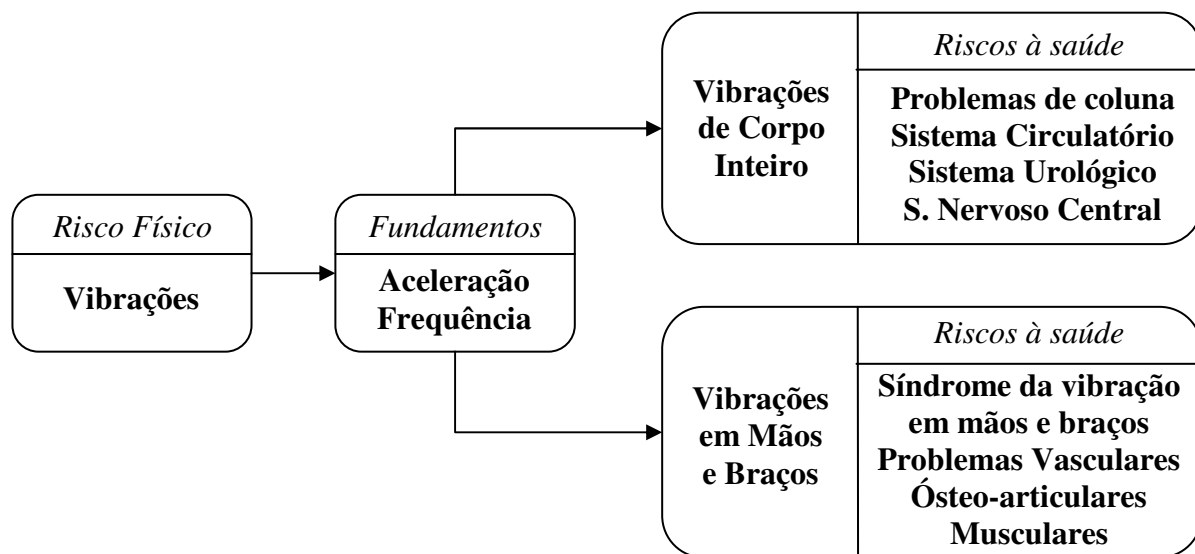 Risco Físico
Vibrações
Fundamentos
Aceleração
Frequência
Vibrações
de Corpo
Inteiro
Riscos à saúde
Problemas de coluna
Sistema Circulatório
Sistema Urológico
S. Nervoso Central
Vibrações
em Mãos
e Braços
Riscos à saúde
Síndrome da vibração
em mãos e braços
Problemas Vasculares
Ósteo-articulares
Musculares